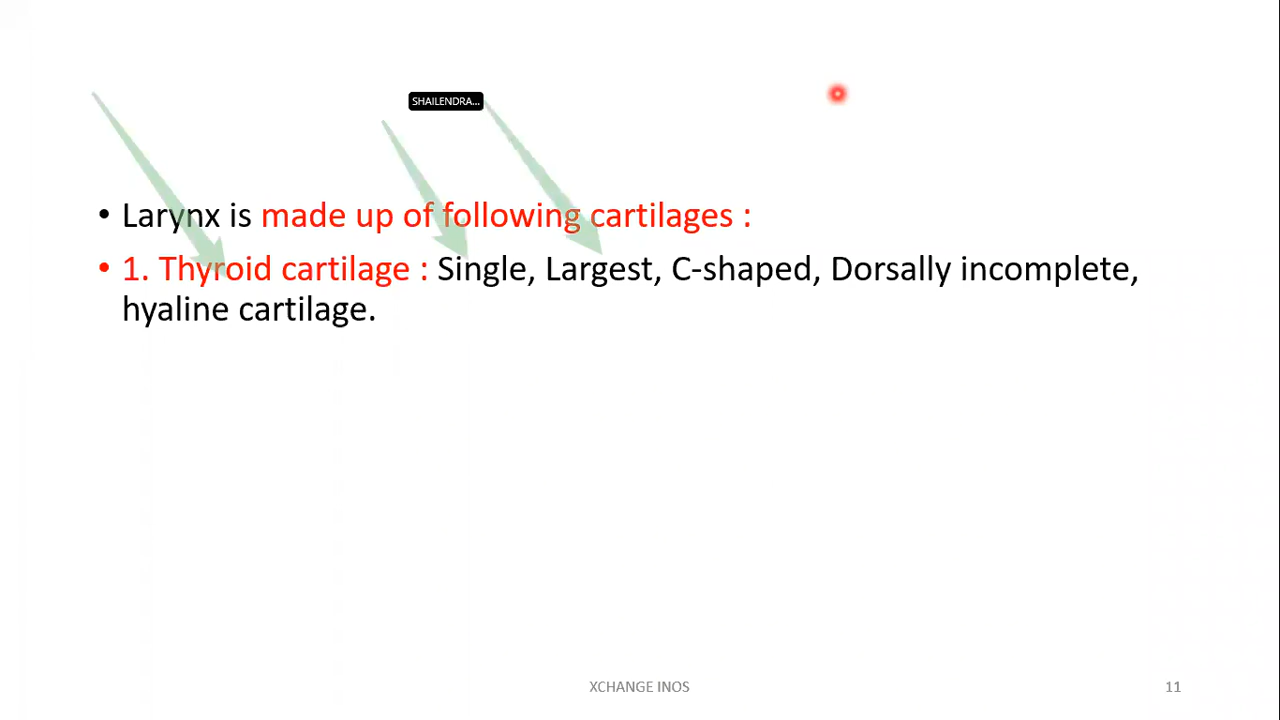 SHAILENDRA...
• Larynx is made up of following cartilages :
• 1. Thyroid cartilage : Single, Largest, C-shaped, Dorsally incomplete,
hyaline cartilage.
XCHANGE INOS
11